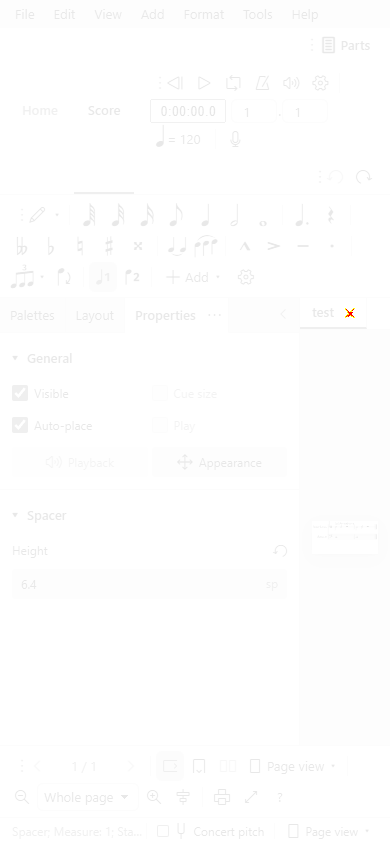 File Edit View Add Format Tools Help
Parts
Home Score
0:00:00.0 1 . 1
= 120
1 2 Add
Palettes Layout Properties test
General
Visible Cue size
Auto-place Play
Playback Appearance
Spacer
Height
6.4 sp
1 / 1 Page view
Whole page ?
Spacer; Measure: 1; Sta... Concert pitch Page view